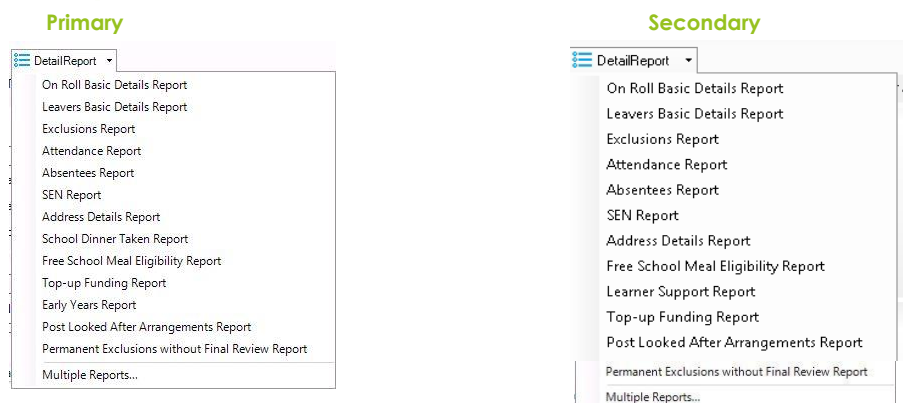 Primary
DetailReport
On Roll Basic Details Report
Leavers Basic Details Report
Exclusions Report
Attendance Report
Absentees Report
SEN Report
Address Details Report
School Dinner Taken Report
Free School Meal Eligibility Report
Top-up Funding Report
Early Years Report
Post Looked After Arrangements Report
Permanent Exclusions without Final Review Report
Multiple Reports...
Secondary
DetailReport
On Roll Basic Details Report
Leavers Basic Details Report
Exclusions Report
Attendance Report
Absentees Report
SEN Report
Address Details Report
Free School Meal Eligibility Report
Learner Support Report
Top-up Funding Report
Post Looked After Arrangements Report
Permanent Exclusions without Final Review Report
Multiple Reports...